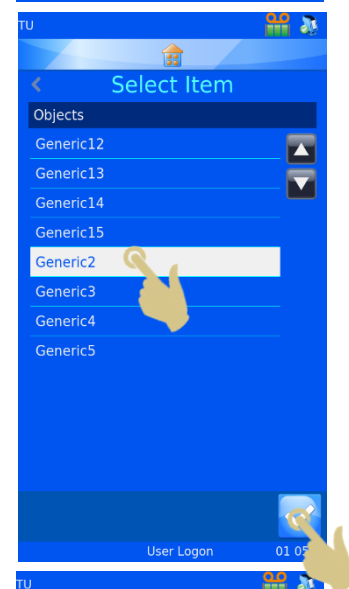 TU
Select Item
Objects
Generic12
Generic13
Generic14
Generic15
Generic2
Generic3
Generic4
Generic5
User Logon 01 05
TU